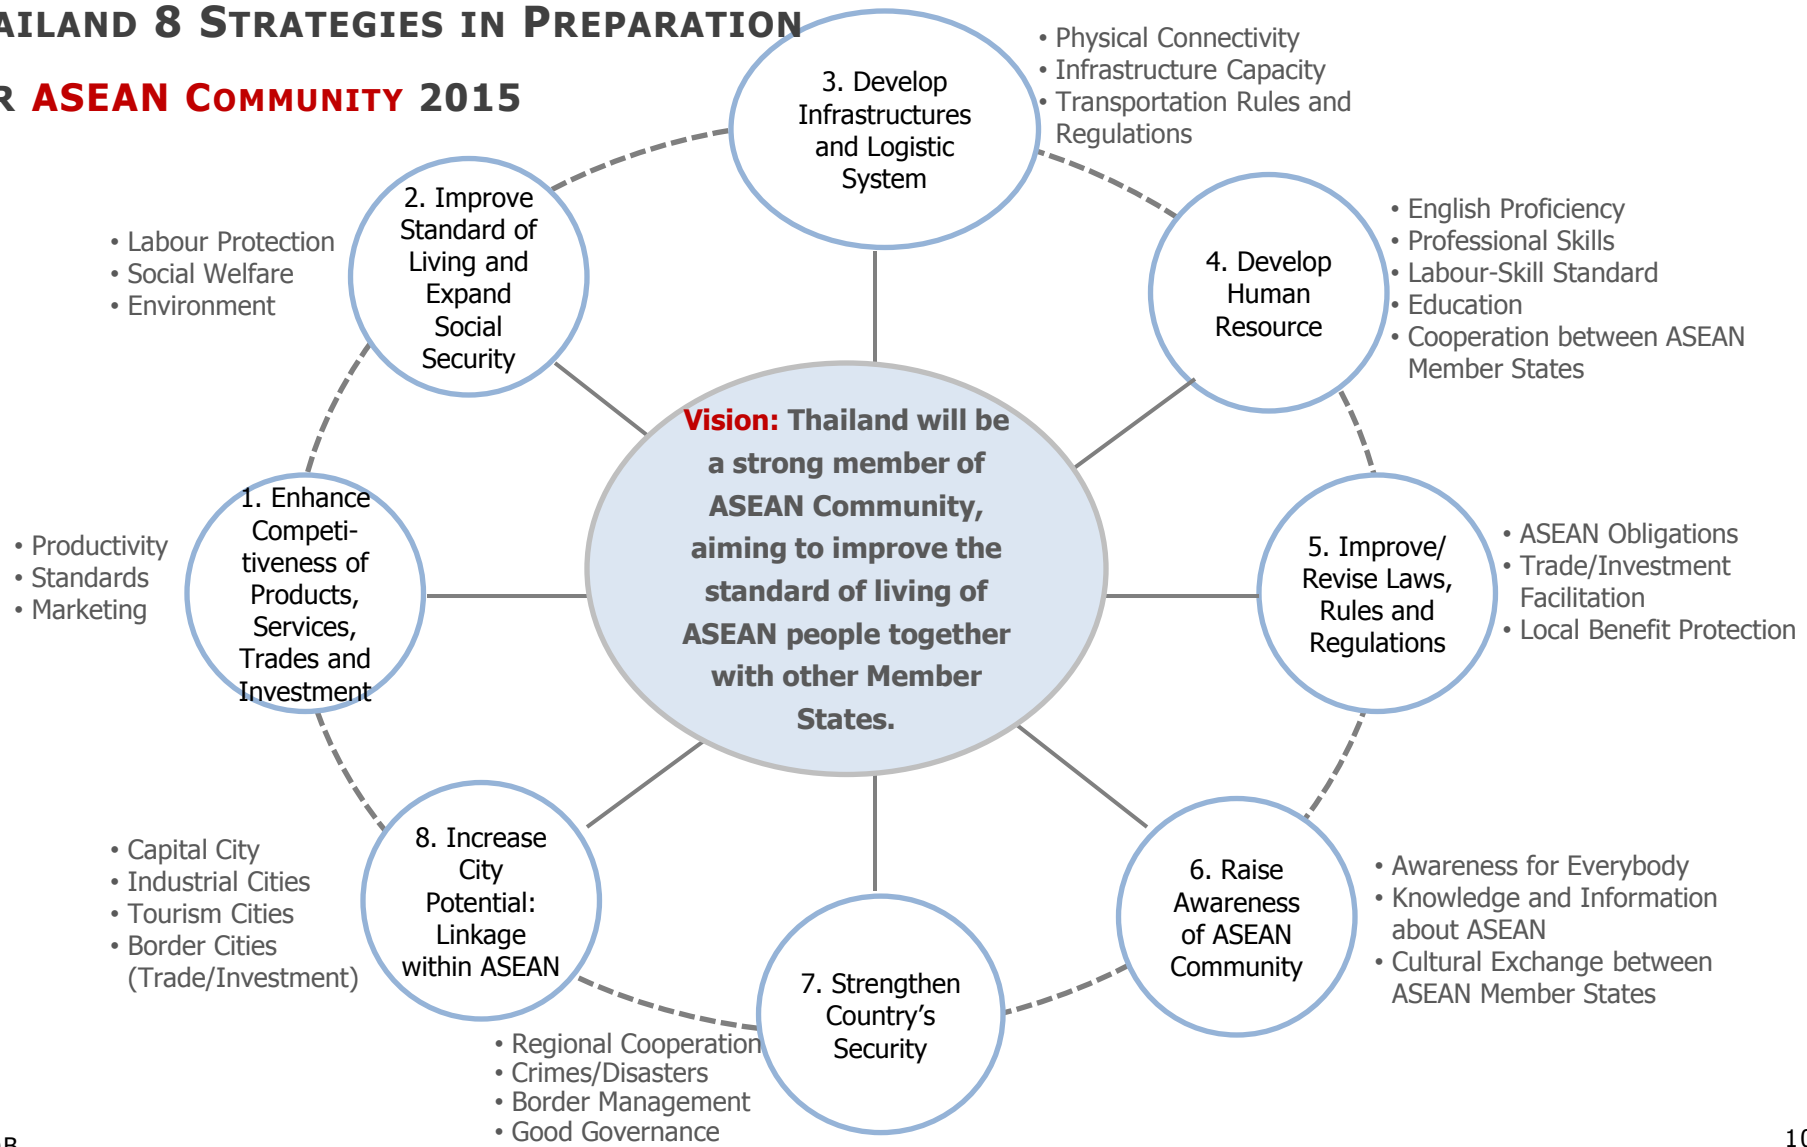 AILAND 8 STRATEGIES IN PREPARATION
R ASEAN COMMUNITY 2015
3. Develop
Infrastructures
and Logistic
System
• Physical Connectivity
• Infrastructure Capacity
• Transportation Rules and
Regulations
2. Improve
Standard of
Living and
Expand
Social
Security
• Labour Protection
• Social Welfare
• Environment
4. Develop
Human
Resource
• English Proficiency
• Professional Skills
• Labour-Skill Standard
• Education
• Cooperation between ASEAN
Member States
Vision: Thailand will be
a strong member of
ASEAN Community,
aiming to improve the
standard of living of
ASEAN people together
with other Member
States.
1. Enhance
Competi-
tiveness of
Products,
Services,
Trades and
Investment
• Productivity
• Standards
• Marketing
5. Improve/
Revise Laws,
Rules and
Regulations
• ASEAN Obligations
• Trade/Investment
Facilitation
• Local Benefit Protection
8. Increase
City
Potential:
Linkage
within ASEAN
• Capital City
• Industrial Cities
• Tourism Cities
• Border Cities
(Trade/Investment)
6. Raise
Awareness
of ASEAN
Community
• Awareness for Everybody
• Knowledge and Information
about ASEAN
• Cultural Exchange between
ASEAN Member States
7. Strengthen
Country’s
Security
• Regional Cooperation
• Crimes/Disasters
• Border Management
• Good Governance